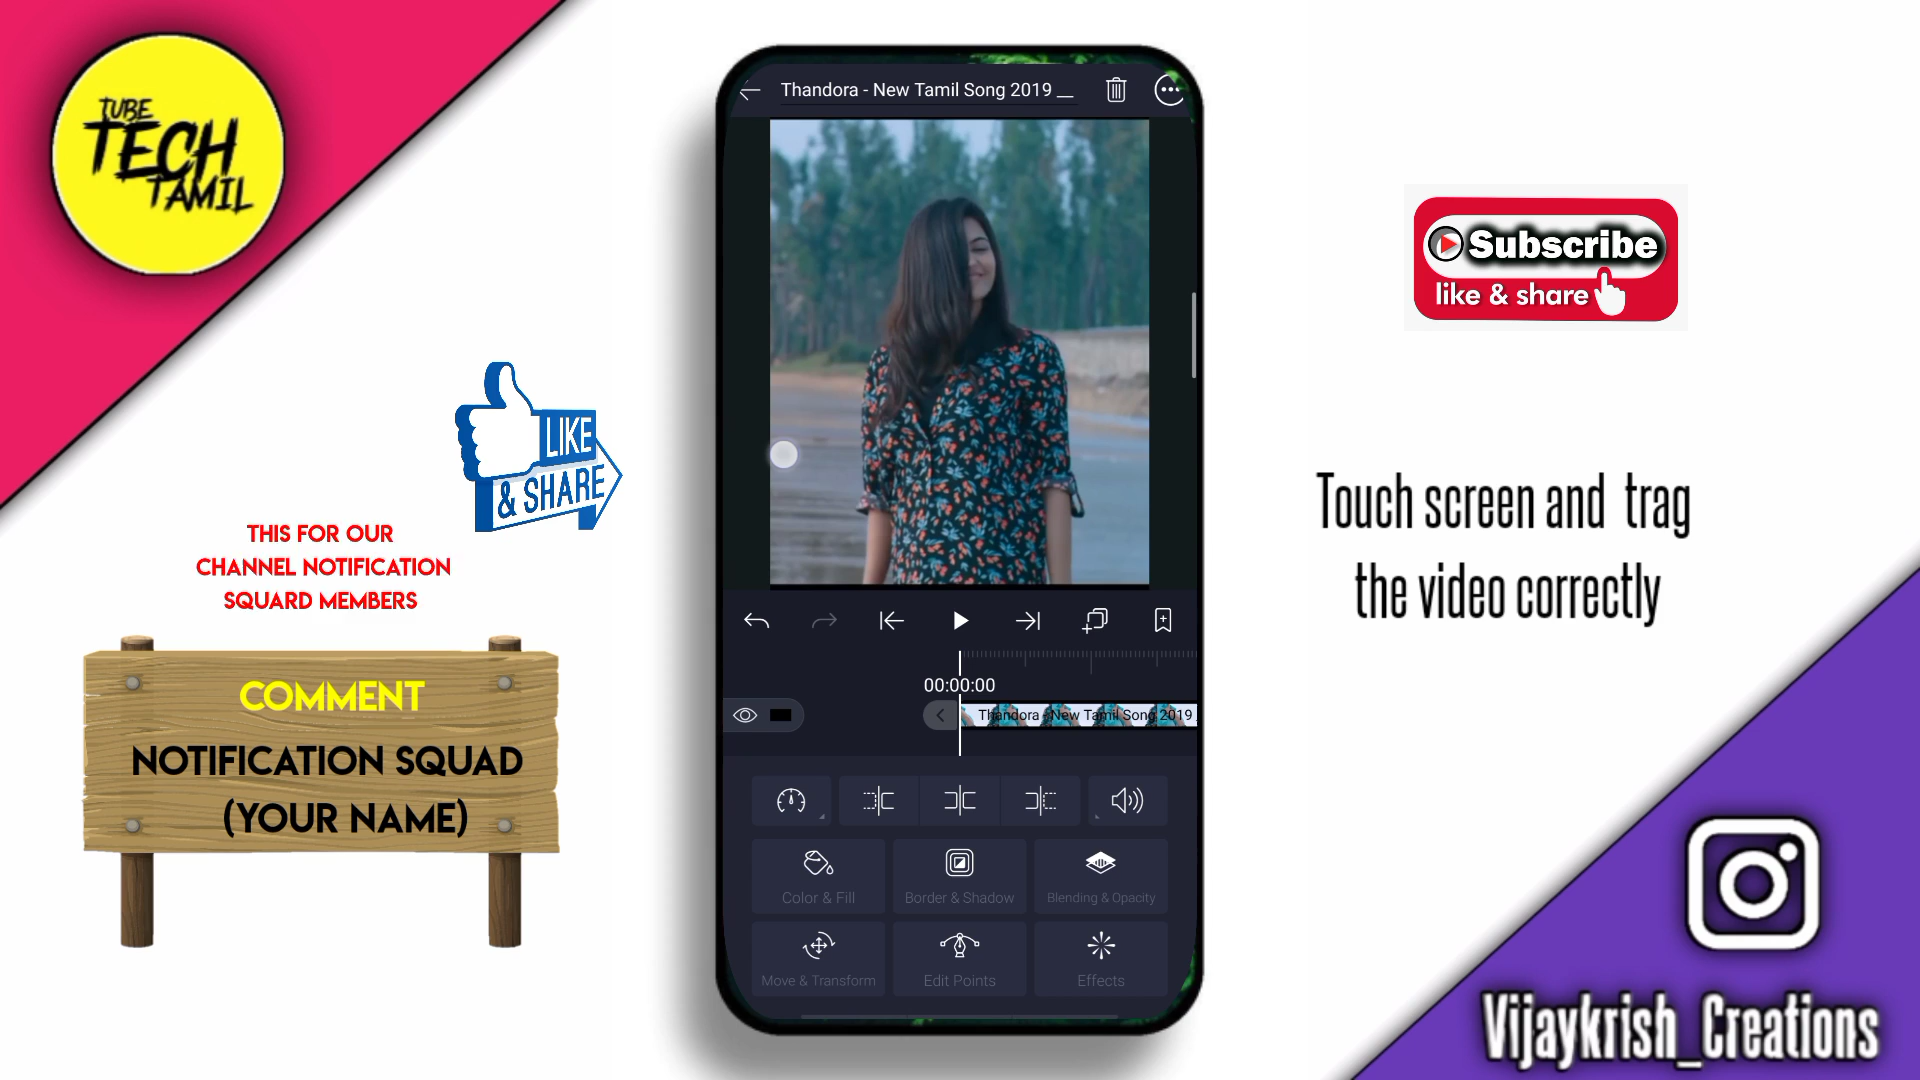 TUBE
TECH
TAMIL
Thandora - New Tamil Song 2019 __
Subscribe
like & share
LIKE
& SHARE
Touch screen and trag
the video correctly
THIS FOR OUR
CHANNEL NOTIFICATION
SQUARD MEMBERS
COMMENT
NOTIFICATION SQUAD
(YOUR NAME)
00:00:00
Thandora - New Tamil Song 2019
Color & Fill
Border & Shadow
Blending & Opacity
Move & Transform
Edit Points
Effects
Vijaykrish_Creations